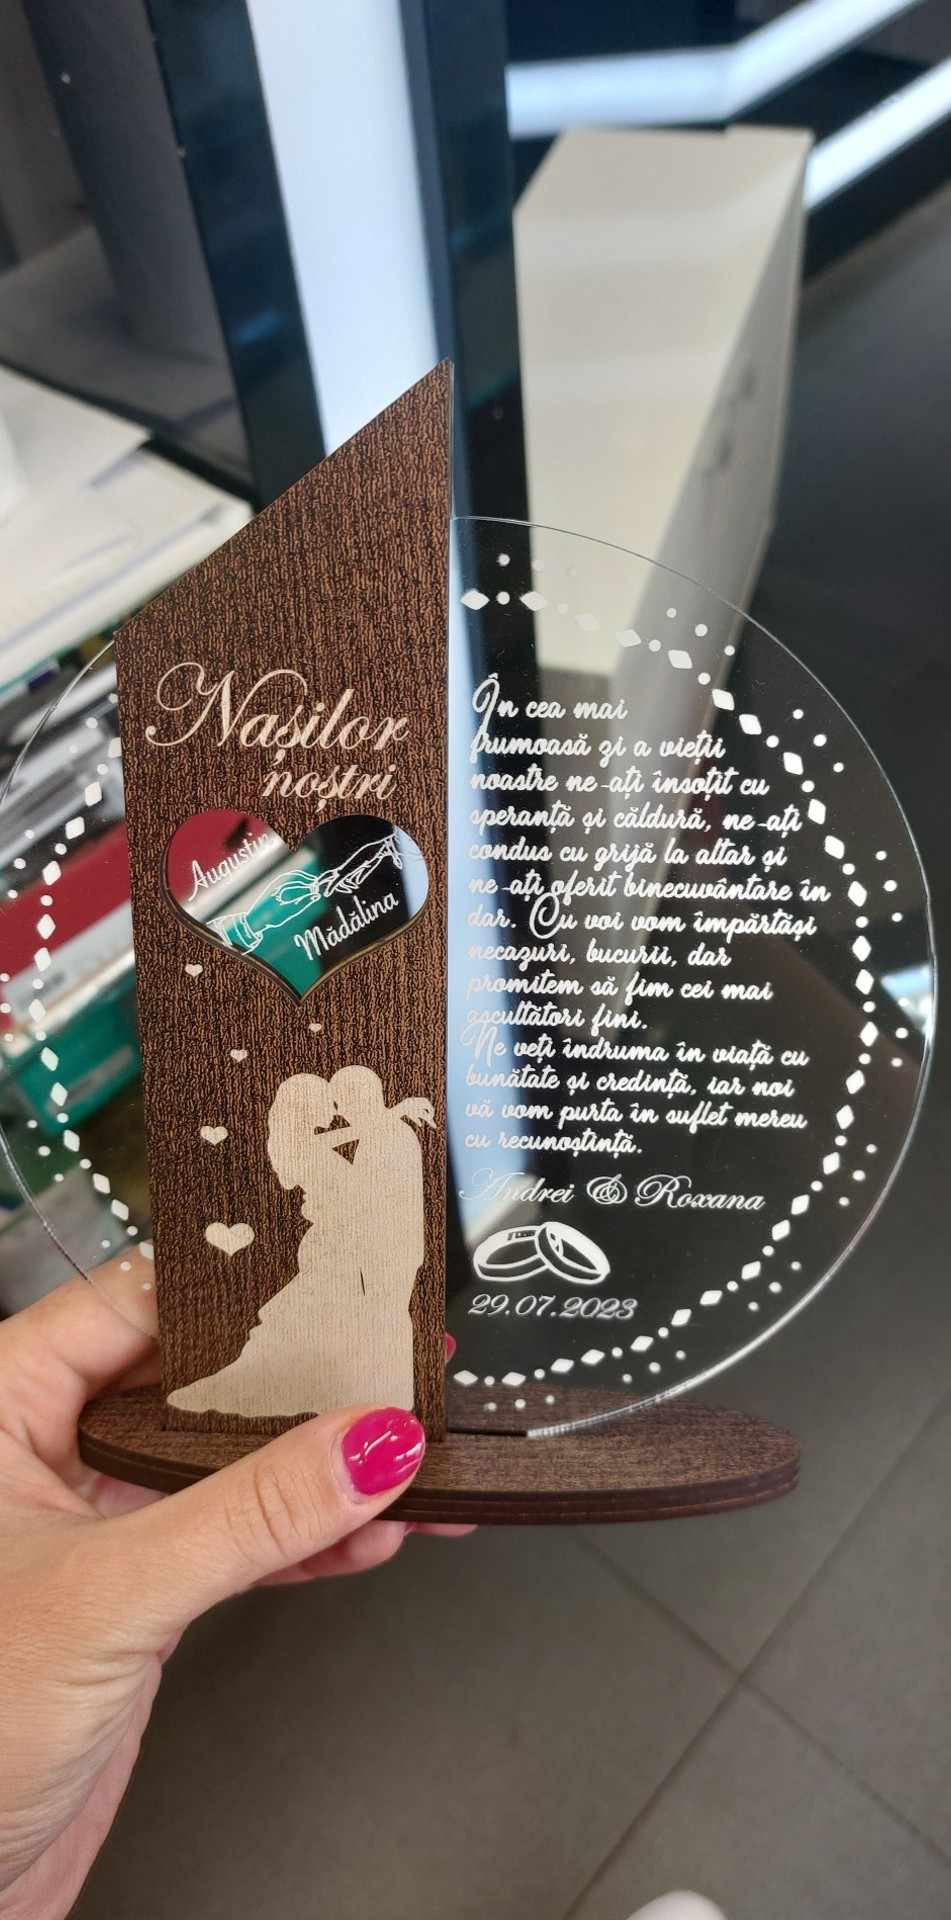 Nașilor
noștri
Augustin
Mădălina
În cea mai
frumoasă zi a vieții
noastre ne-ați însoțit cu
speranță și căldură, ne-ați
condus cu grijă la altar și
ne-ați oferit binecuvântare în
dar. Cu voi vom împărtăși
necazuri, bucurii, dar
promitem să fim cei mai
ascultători fini.
Ne veți îndruma în viață cu
bunătate și credință, iar noi
vă vom purta în suflet mereu
cu recunoștință.
Andrei & Roxana
29.07.2023